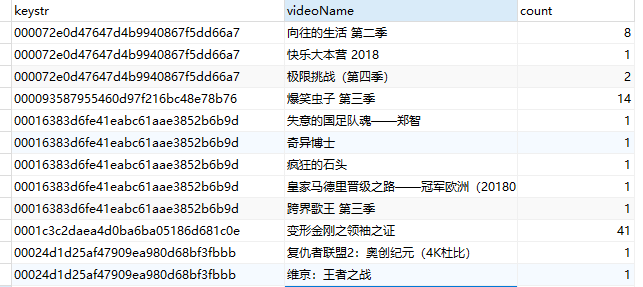 keystr videoName count
000072e0d47647d4b9940867f5dd66a7 向往的生活 第二季 8
000072e0d47647d4b9940867f5dd66a7 快乐大本营 2018 1
000072e0d47647d4b9940867f5dd66a7 极限挑战（第四季） 2
000093587955460d97f216bc48e78b76 爆笑虫子 第三季 14
00016383d6fe41eabc61aae3852b6b9d 失意的国足队魂——郑智 1
00016383d6fe41eabc61aae3852b6b9d 奇异博士 1
00016383d6fe41eabc61aae3852b6b9d 疯狂的石头 1
00016383d6fe41eabc61aae3852b6b9d 皇家马德里晋级之路——冠军欧洲（20180 1
00016383d6fe41eabc61aae3852b6b9d 跨界歌王 第三季 1
0001c3c2daea4d0ba6ba05186d681c0e 变形金刚之领袖之证 41
00024d1d25af47909ea980d68bf3fbbb 复仇者联盟2：奥创纪元（4K杜比） 1
00024d1d25af47909ea980d68bf3fbbb 维京：王者之战 1